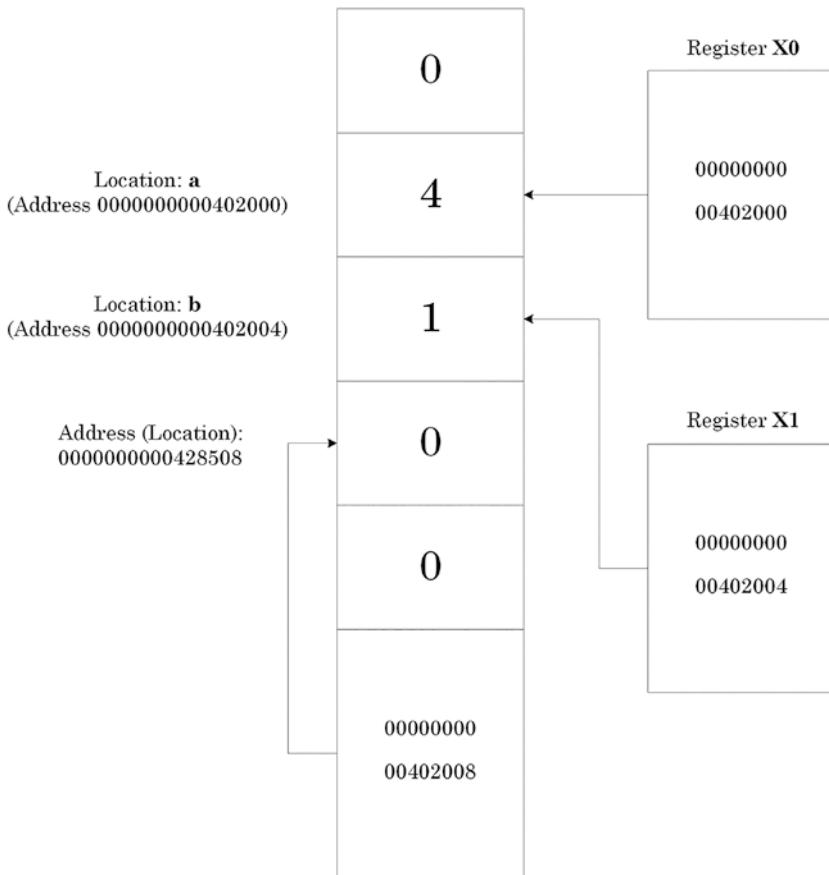 0
Register X0
Location: a
(Address 0000000000402000)
4
00000000
00402000
Location: b
(Address 0000000000402004)
1
Address (Location):
0000000000428508
0
Register X1
00000000
00402004
0
00000000
00402008